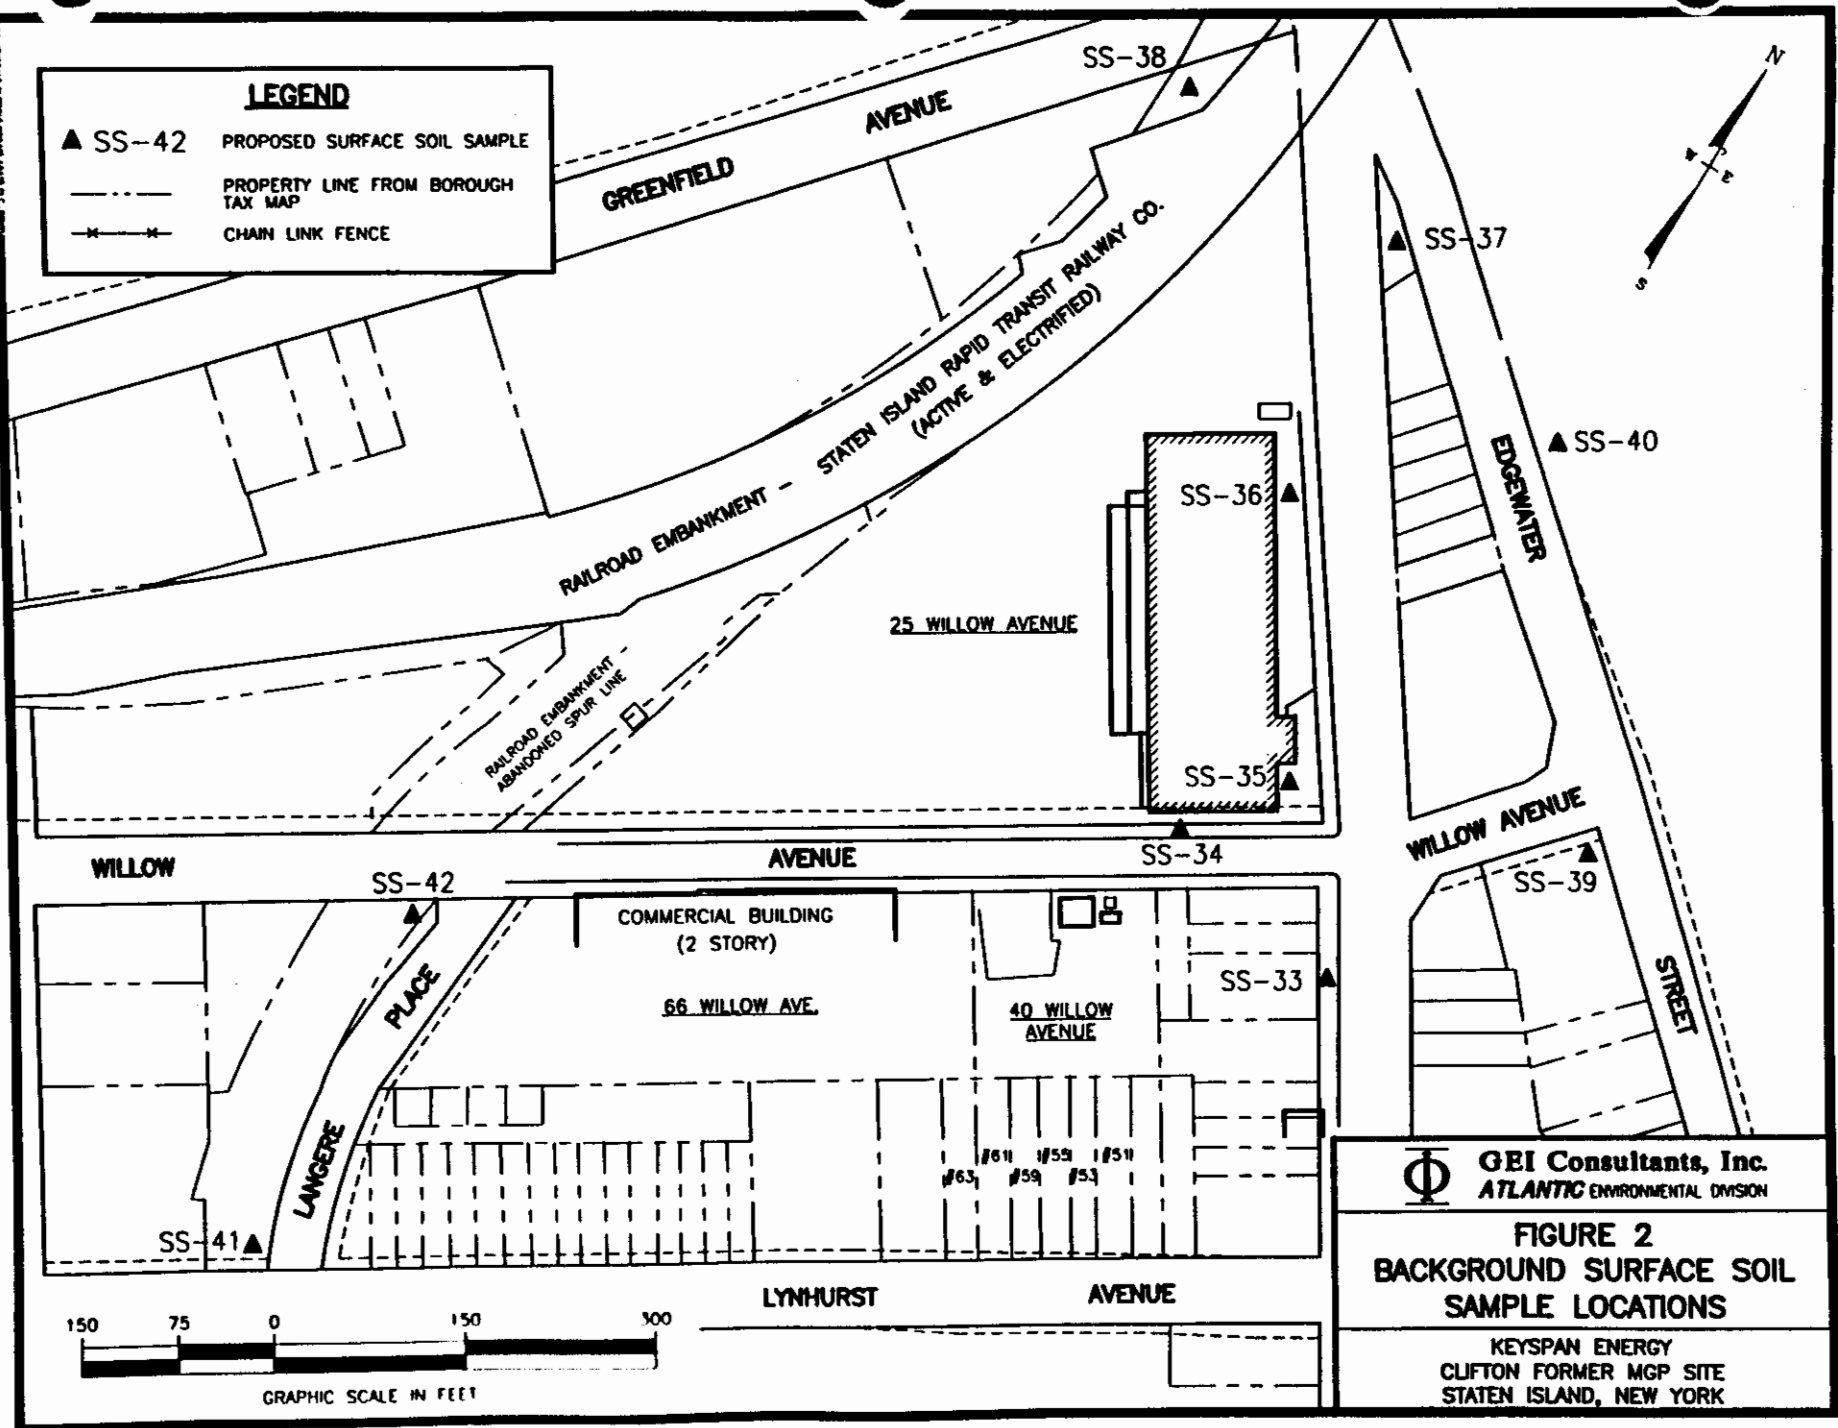 LEGEND
SS-42 PROPOSED SURFACE SOIL SAMPLE
PROPERTY LINE FROM BOROUGH
TAX MAP
CHAIN LINK FENCE
SS-38
N
W
E
S
GREENFIELD AVENUE
SS-37
RAILROAD EMBANKMENT - STATEN ISLAND RAPID TRANSIT RAILWAY CO.
(ACTIVE & ELECTRIFIED)
SS-36
SS-40
EDGEWATER
25 WILLOW AVENUE
RAILROAD EMBANKMENT -
ABANDONED SPUR LINE
SS-35
WILLOW AVENUE
SS-34
WILLOW AVENUE
SS-39
SS-42
COMMERCIAL BUILDING
(2 STORY)
SS-33
STREET
66 WILLOW AVE.
40 WILLOW
AVENUE
LANGERE PLACE
#63
#61
#59
#55
#53
#51
SS-41
LYNHURST AVENUE
150 75 0 150 300
GRAPHIC SCALE IN FEET
GEI Consultants, Inc.
ATLANTIC ENVIRONMENTAL DIVISION
FIGURE 2
BACKGROUND SURFACE SOIL
SAMPLE LOCATIONS
KEYSPAN ENERGY
CLIFTON FORMER MGP SITE
STATEN ISLAND, NEW YORK